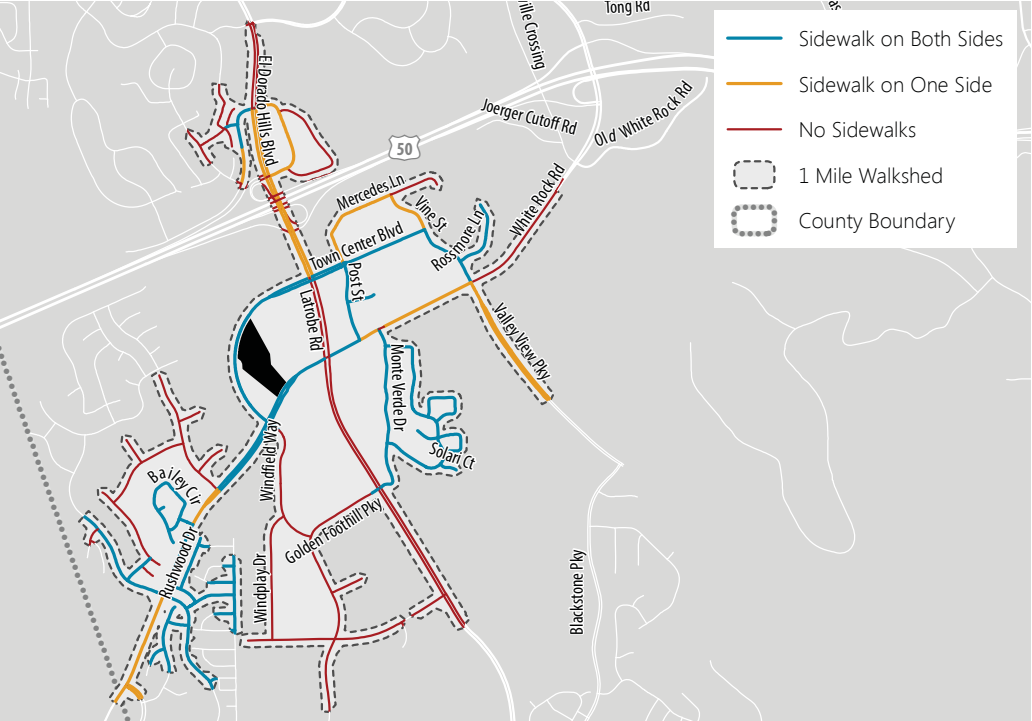 ville Crossing
Tong Rd
as
Sidewalk on Both Sides
Sidewalk on One Side
No Sidewalks
1 Mile Walkshed
County Boundary
El Dorado Hills Blvd
50
Joerger Cutoff Rd
Old White Rock Rd
Mercedes Ln
Vine St
White Rock Rd
Town Center Blvd
Rossmore Ln
Post St
Latrobe Rd
Valley View Pky
Monte Verde Dr
Solari Ct
Windfield Way
Bailey Cir
Golden Foothill Pky
Rushwood Dr
Windplay Dr
Blackstone Pky